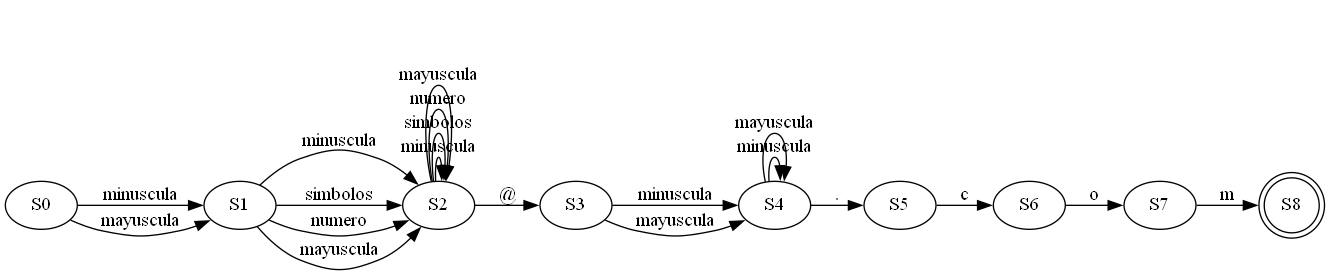 mayuscula
numero
simbolos
minuscula
mayuscula
minuscula
minuscula
S0
minuscula
mayuscula
S1
simbolos
numero
mayuscula
S2
@
S3
minuscula
mayuscula
S4
.
S5
c
S6
o
S7
m
S8